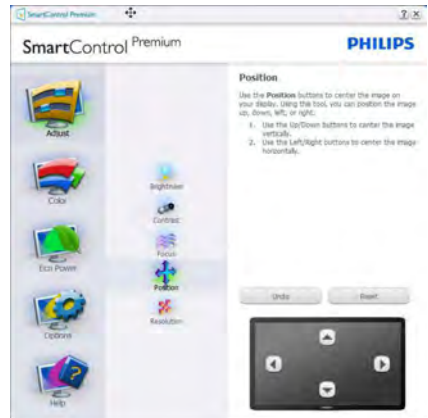 SmartControl Premium
SmartControl Premium
PHILIPS
Adjust
Color
Eco Power
Options
Help
Brightness
Contrast
Focus
Position
Resolution
Position
Use the Position buttons to center the image on
your display. Using the tool, you can position the image
up, down, left, or right.
1. Use the Up/Down buttons to center the image
vertically.
2. Use the Left/Right buttons to center the image
horizontally.
Undo
Reset